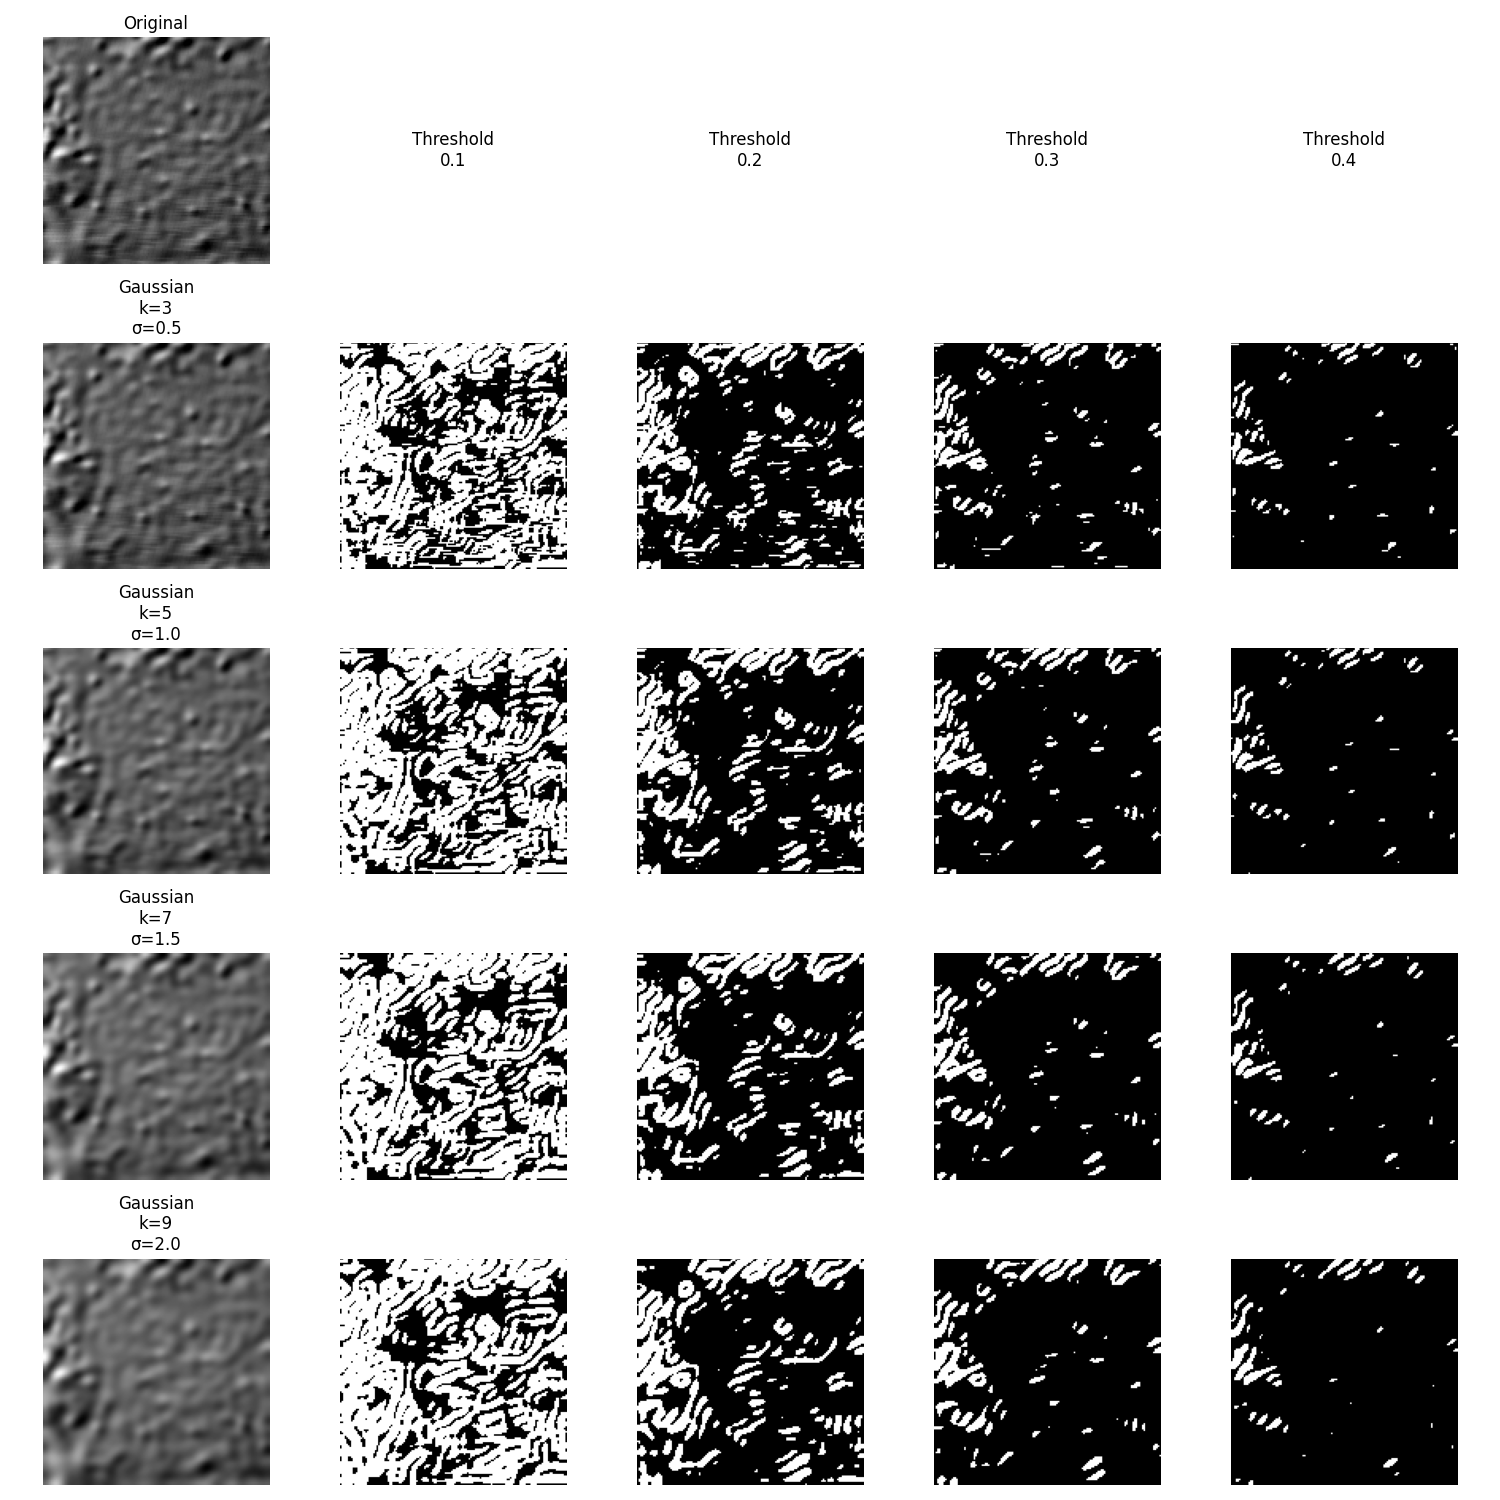 Original
Threshold
0.1
Threshold
0.2
Threshold
0.3
Threshold
0.4
Gaussian
k=3
σ=0.5
Gaussian
k=5
σ=1.0
Gaussian
k=7
σ=1.5
Gaussian
k=9
σ=2.0